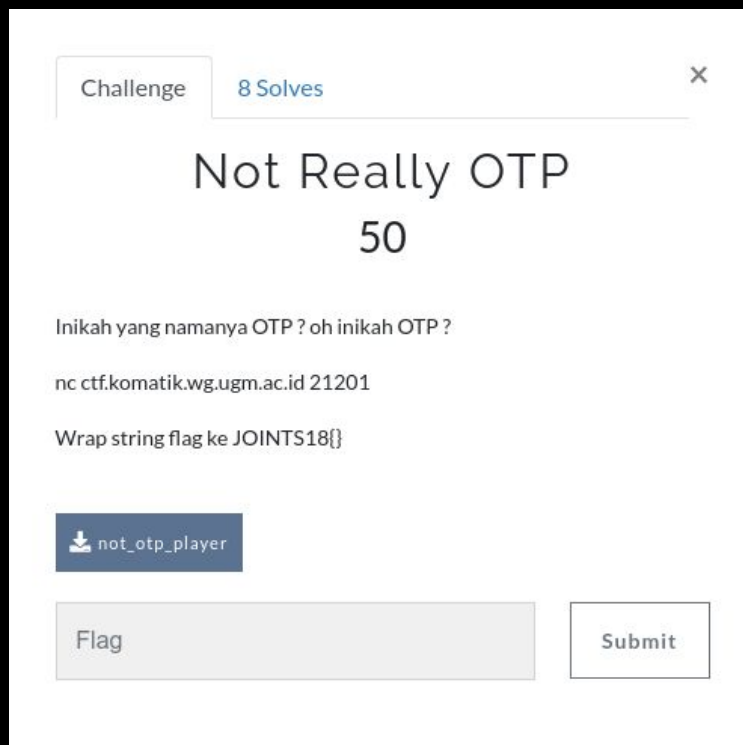 Challenge
8 Solves
×
Not Really OTP
50
Inikah yang namanya OTP ? oh inikah OTP ?
nc ctf.komatik.wg.ugm.ac.id 21201
Wrap string flag ke JOINTS18{}
not_otp_player
Flag
Submit